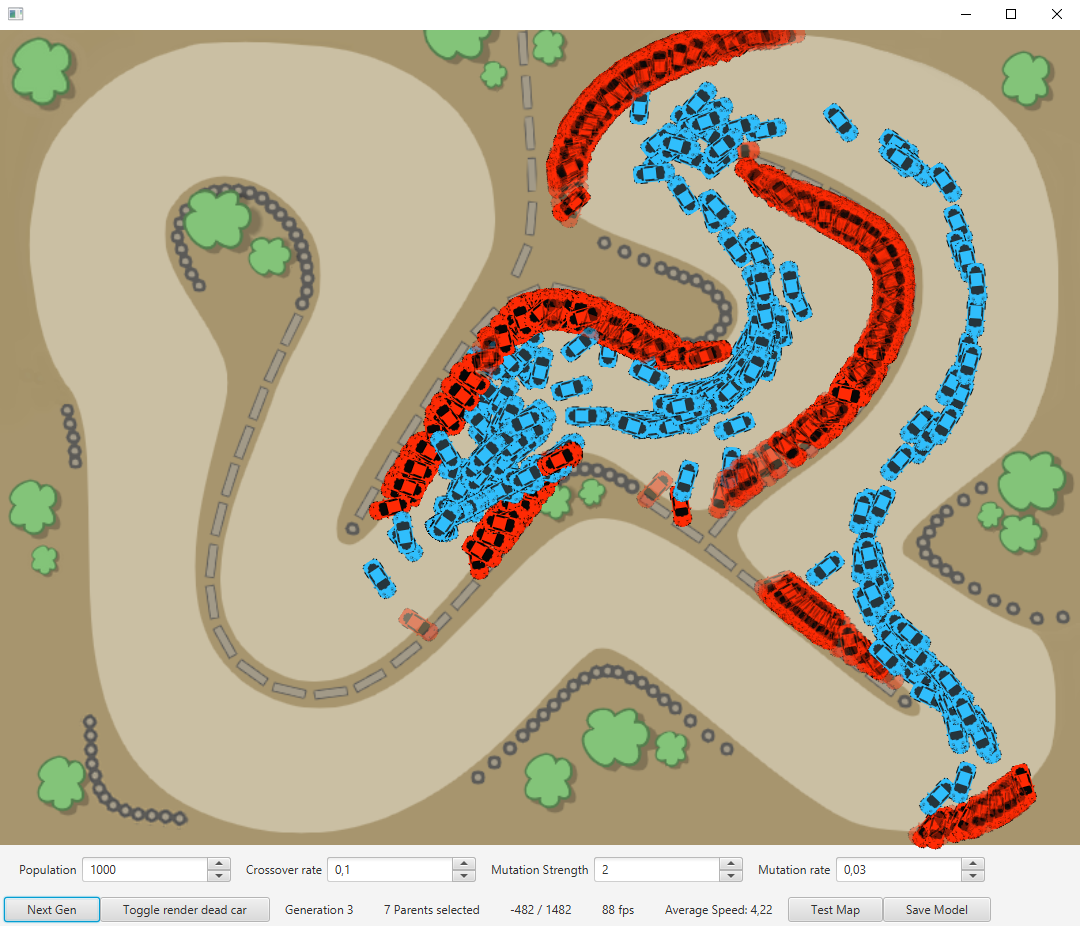 Population 1000 Crossover rate 0,1 Mutation Strength 2 Mutation rate 0,03
Next Gen Toggle render dead car Generation 3 7 Parents selected -482 / 1482 88 fps Average Speed: 4,22 Test Map Save Model